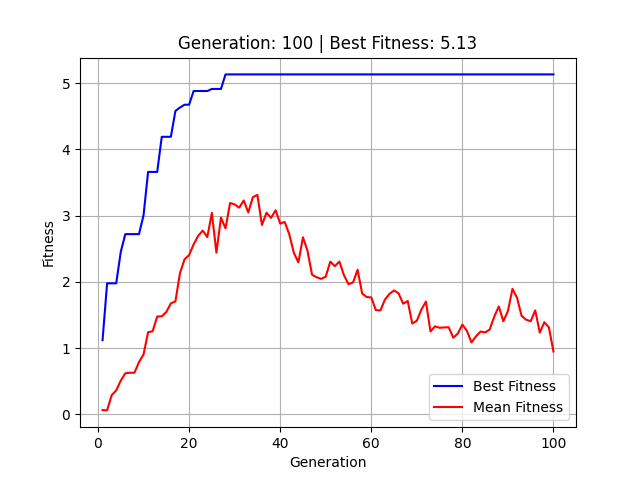 Generation: 100 | Best Fitness: 5.13
5
4
3
2
1
0
Fitness
0 20 40 60 80 100
Generation
Best Fitness
Mean Fitness